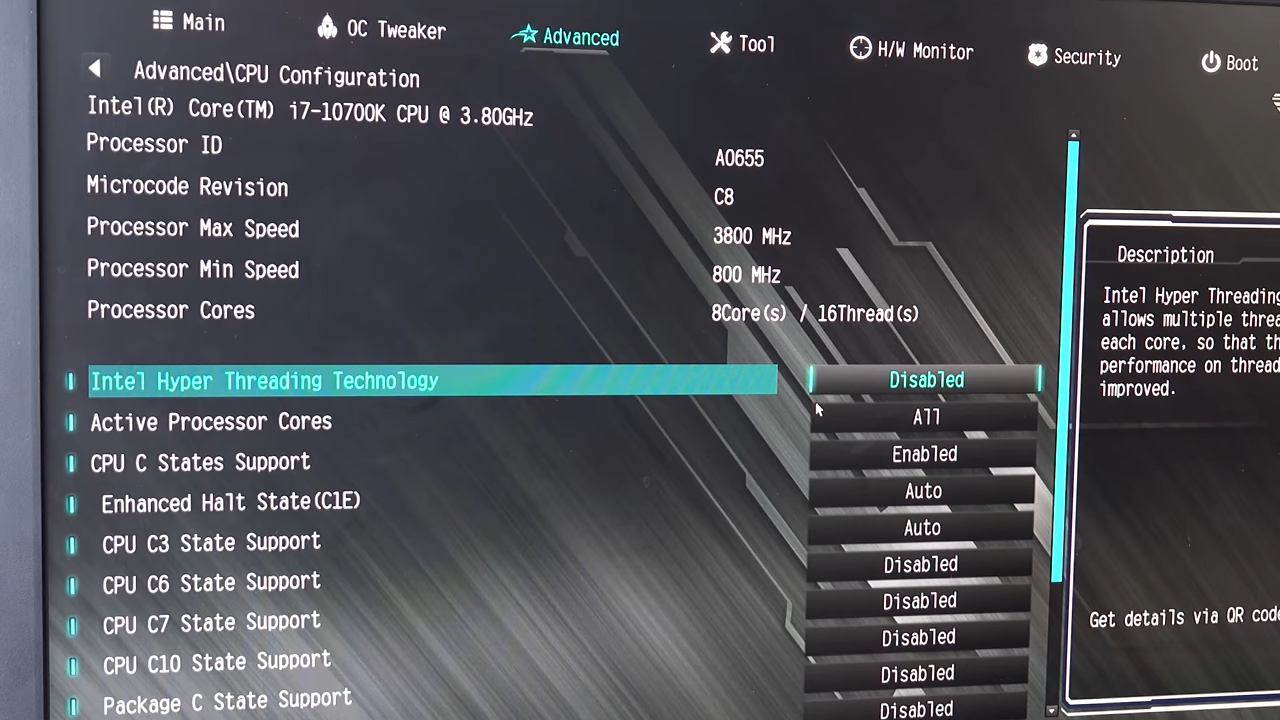 Main
OC Tweaker
Advanced
Tool
H/W Monitor
Security
Boot
Advanced\CPU Configuration
Intel(R) Core(TM) i7-10700K CPU @ 3.80GHz
Processor ID A0655
Microcode Revision C8
Processor Max Speed 3800 MHz
Processor Min Speed 800 MHz
Processor Cores 8Core(s) / 16Thread(s)
Intel Hyper Threading Technology Disabled
Active Processor Cores All
CPU C States Support Enabled
Enhanced Halt State(C1E) Auto
CPU C3 State Support Auto
CPU C6 State Support Disabled
CPU C7 State Support Disabled
CPU C10 State Support Disabled
Package C State Support Disabled
Disabled
Description
Intel Hyper Threading
allows multiple threa
each core, so that th
performance on thread
improved.
Get details via QR code